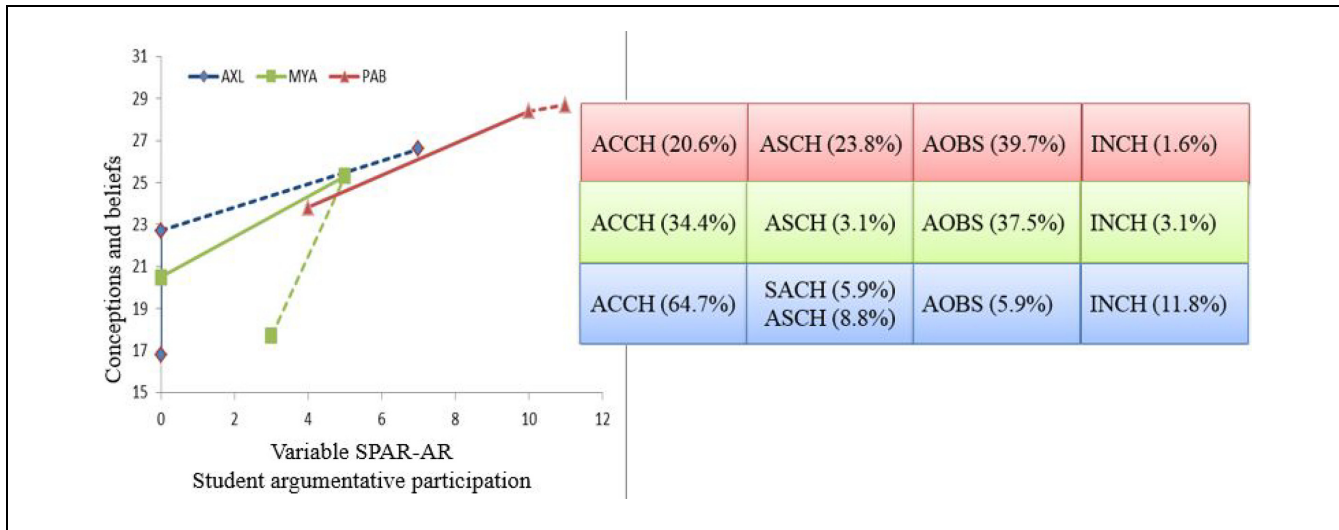 31
29
27
25
23
21
19
17
15
Conceptions and beliefs
AXL MYA PAB
0 2 4 6 8 10 12
Variable SPAR-AR
Student argumentative participation
ACCH (20.6%) ASCH (23.8%) AOBS (39.7%) INCH (1.6%)
ACCH (34.4%) ASCH (3.1%) AOBS (37.5%) INCH (3.1%)
ACCH (64.7%) SACH (5.9%) AOBS (5.9%) INCH (11.8%)
ASCH (8.8%)